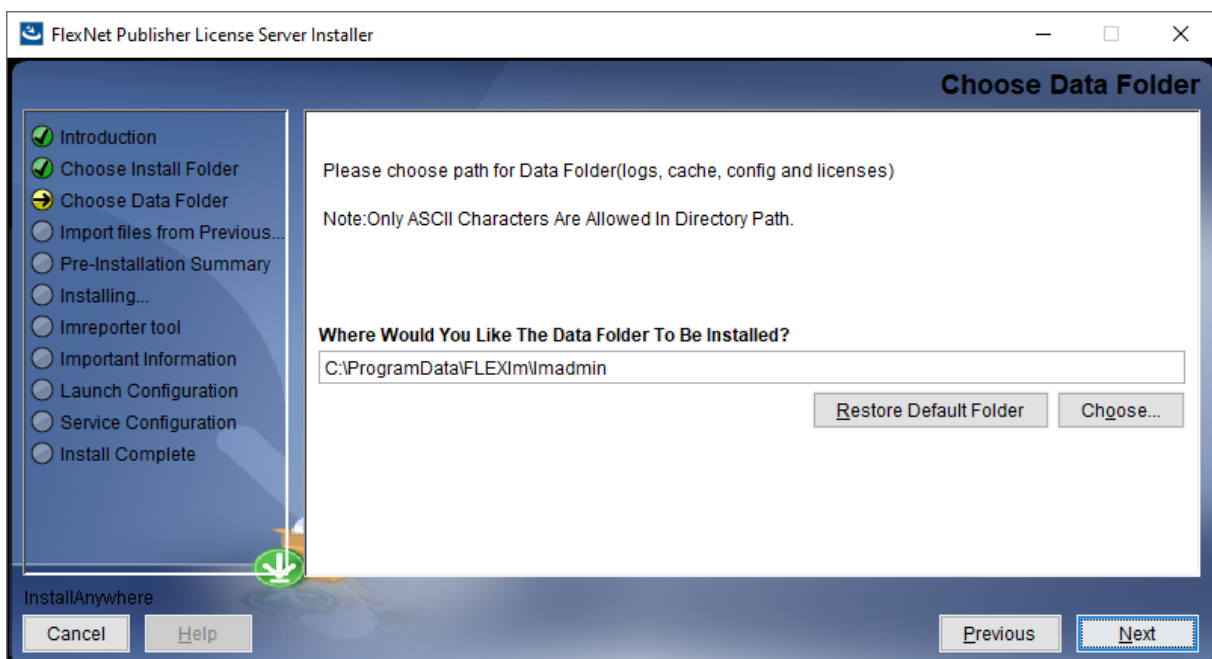 FlexNet Publisher License Server Installer
Choose Data Folder
Introduction
Choose Install Folder
Choose Data Folder
Import files from Previous...
Pre-Installation Summary
Installing...
lmreporter tool
Important Information
Launch Configuration
Service Configuration
Install Complete
Please choose path for Data Folder(logs, cache, config and licenses)
Note:Only ASCII Characters Are Allowed In Directory Path.
Where Would You Like The Data Folder To Be Installed?
C:\ProgramData\FLEXlm\lmadmin
Restore Default Folder
Choose...
InstallAnywhere
Cancel
Help
Previous
Next